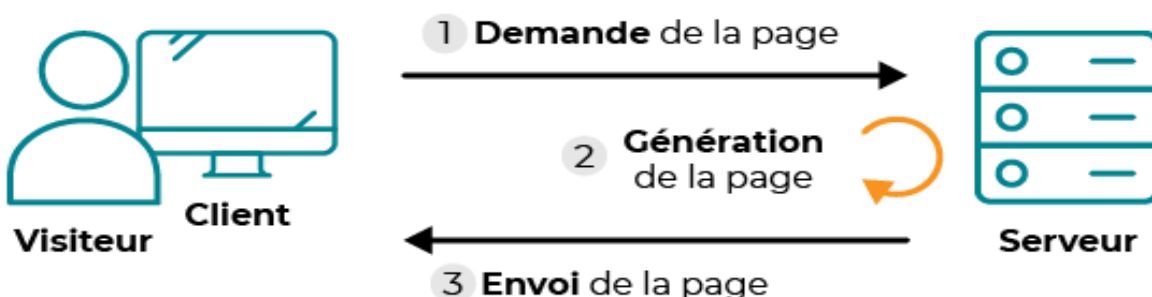 1 Demande de la page
2 Génération
de la page
Client
Visiteur
Serveur
3 Envoi de la page